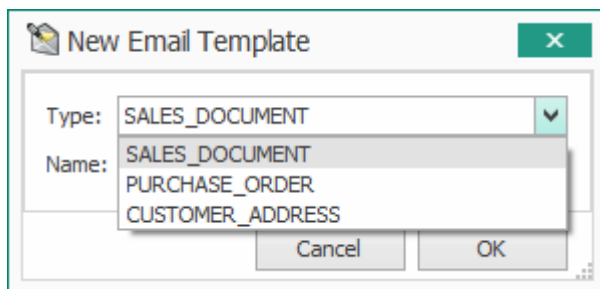 New Email Template
Type: SALES_DOCUMENT
SALES_DOCUMENT
Name:
PURCHASE_ORDER
CUSTOMER_ADDRESS
Cancel OK